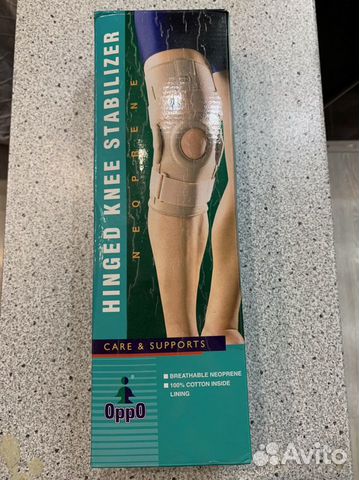 HINGED KNEE STABILIZER
NEOPRENE
CARE & SUPPORTS
BREATHABLE NEOPRENE
100% COTTON INSIDE
LINING
OppO
Avito